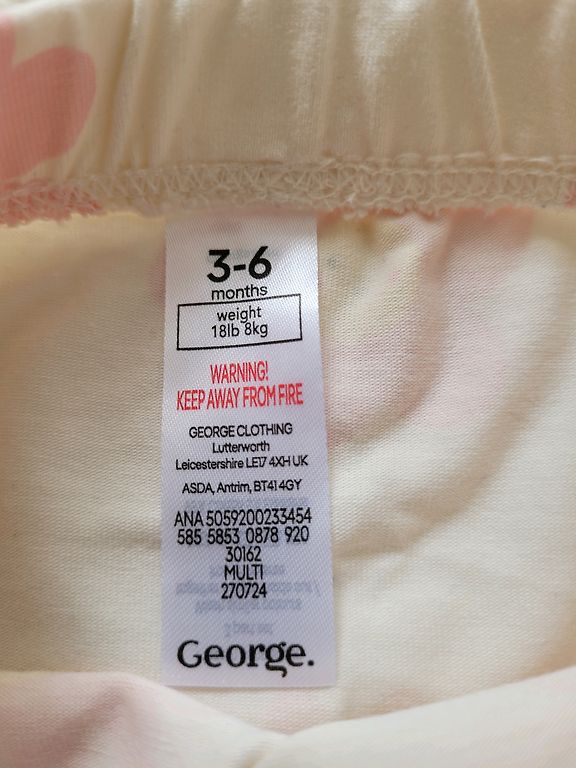 3-6
months
weight
18lb 8kg
WARNING!
KEEP AWAY FROM FIRE
GEORGE CLOTHING
Lutterworth
Leicestershire LE17 4XH UK
ASDA, Antrim, BT41 4GY
ANA 5059200233454
585 5853 0878 920
30162
MULTI
270724
George.